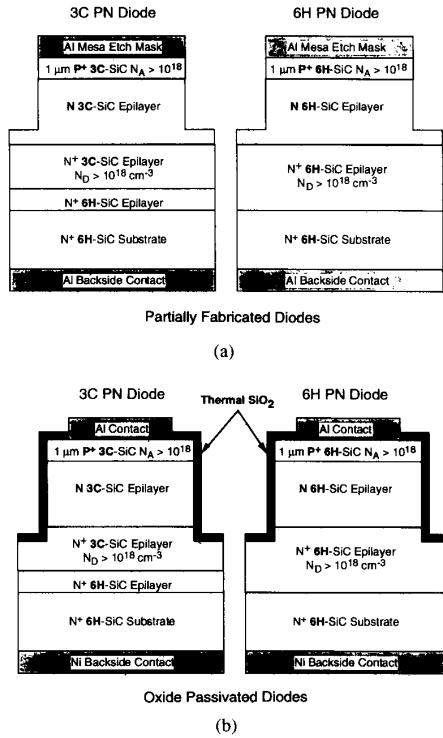 3C PN Diode
6H PN Diode
Al Mesa Etch Mask
Al Mesa Etch Mask
1 μm P+ 3C-SiC NA > 10^18
1 μm P+ 6H-SiC NA > 10^18
N 3C-SiC Epilayer
N 6H-SiC Epilayer
N+ 3C-SiC Epilayer
ND > 10^18 cm-3
N+ 6H-SiC Epilayer
ND > 10^18 cm-3
N+ 6H-SiC Epilayer
N+ 6H-SiC Substrate
N+ 6H-SiC Substrate
Al Backside Contact
Al Backside Contact
Partially Fabricated Diodes
(a)
3C PN Diode
6H PN Diode
Thermal SiO2
Al Contact
Al Contact
1 μm P+ 3C-SiC NA > 10^18
1 μm P+ 6H-SiC NA > 10^18
N 3C-SiC Epilayer
N 6H-SiC Epilayer
N+ 3C-SiC Epilayer
ND > 10^18 cm-3
N+ 6H-SiC Epilayer
ND > 10^18 cm-3
N+ 6H-SiC Epilayer
N+ 6H-SiC Substrate
N+ 6H-SiC Substrate
Ni Backside Contact
Ni Backside Contact
Oxide Passivated Diodes
(b)